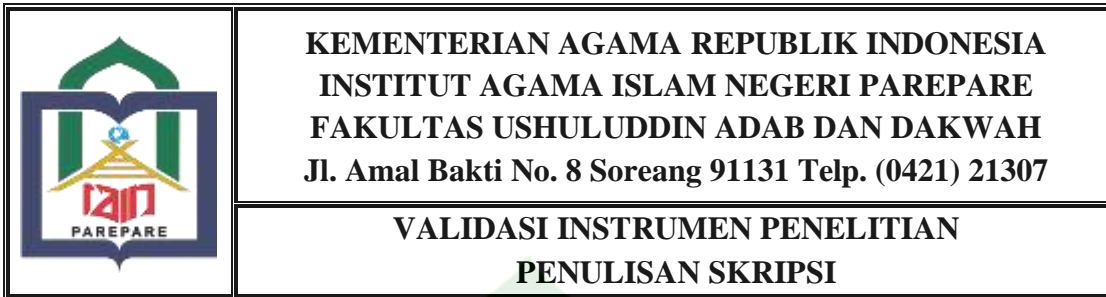 KEMENTERIAN AGAMA REPUBLIK INDONESIA
INSTITUT AGAMA ISLAM NEGERI PAREPARE
FAKULTAS USHULUDDIN ADAB DAN DAKWAH
Jl. Amal Bakti No. 8 Soreang 91131 Telp. (0421) 21307
VALIDASI INSTRUMEN PENELITIAN
PENULISAN SKRIPSI
iain
PAREPARE